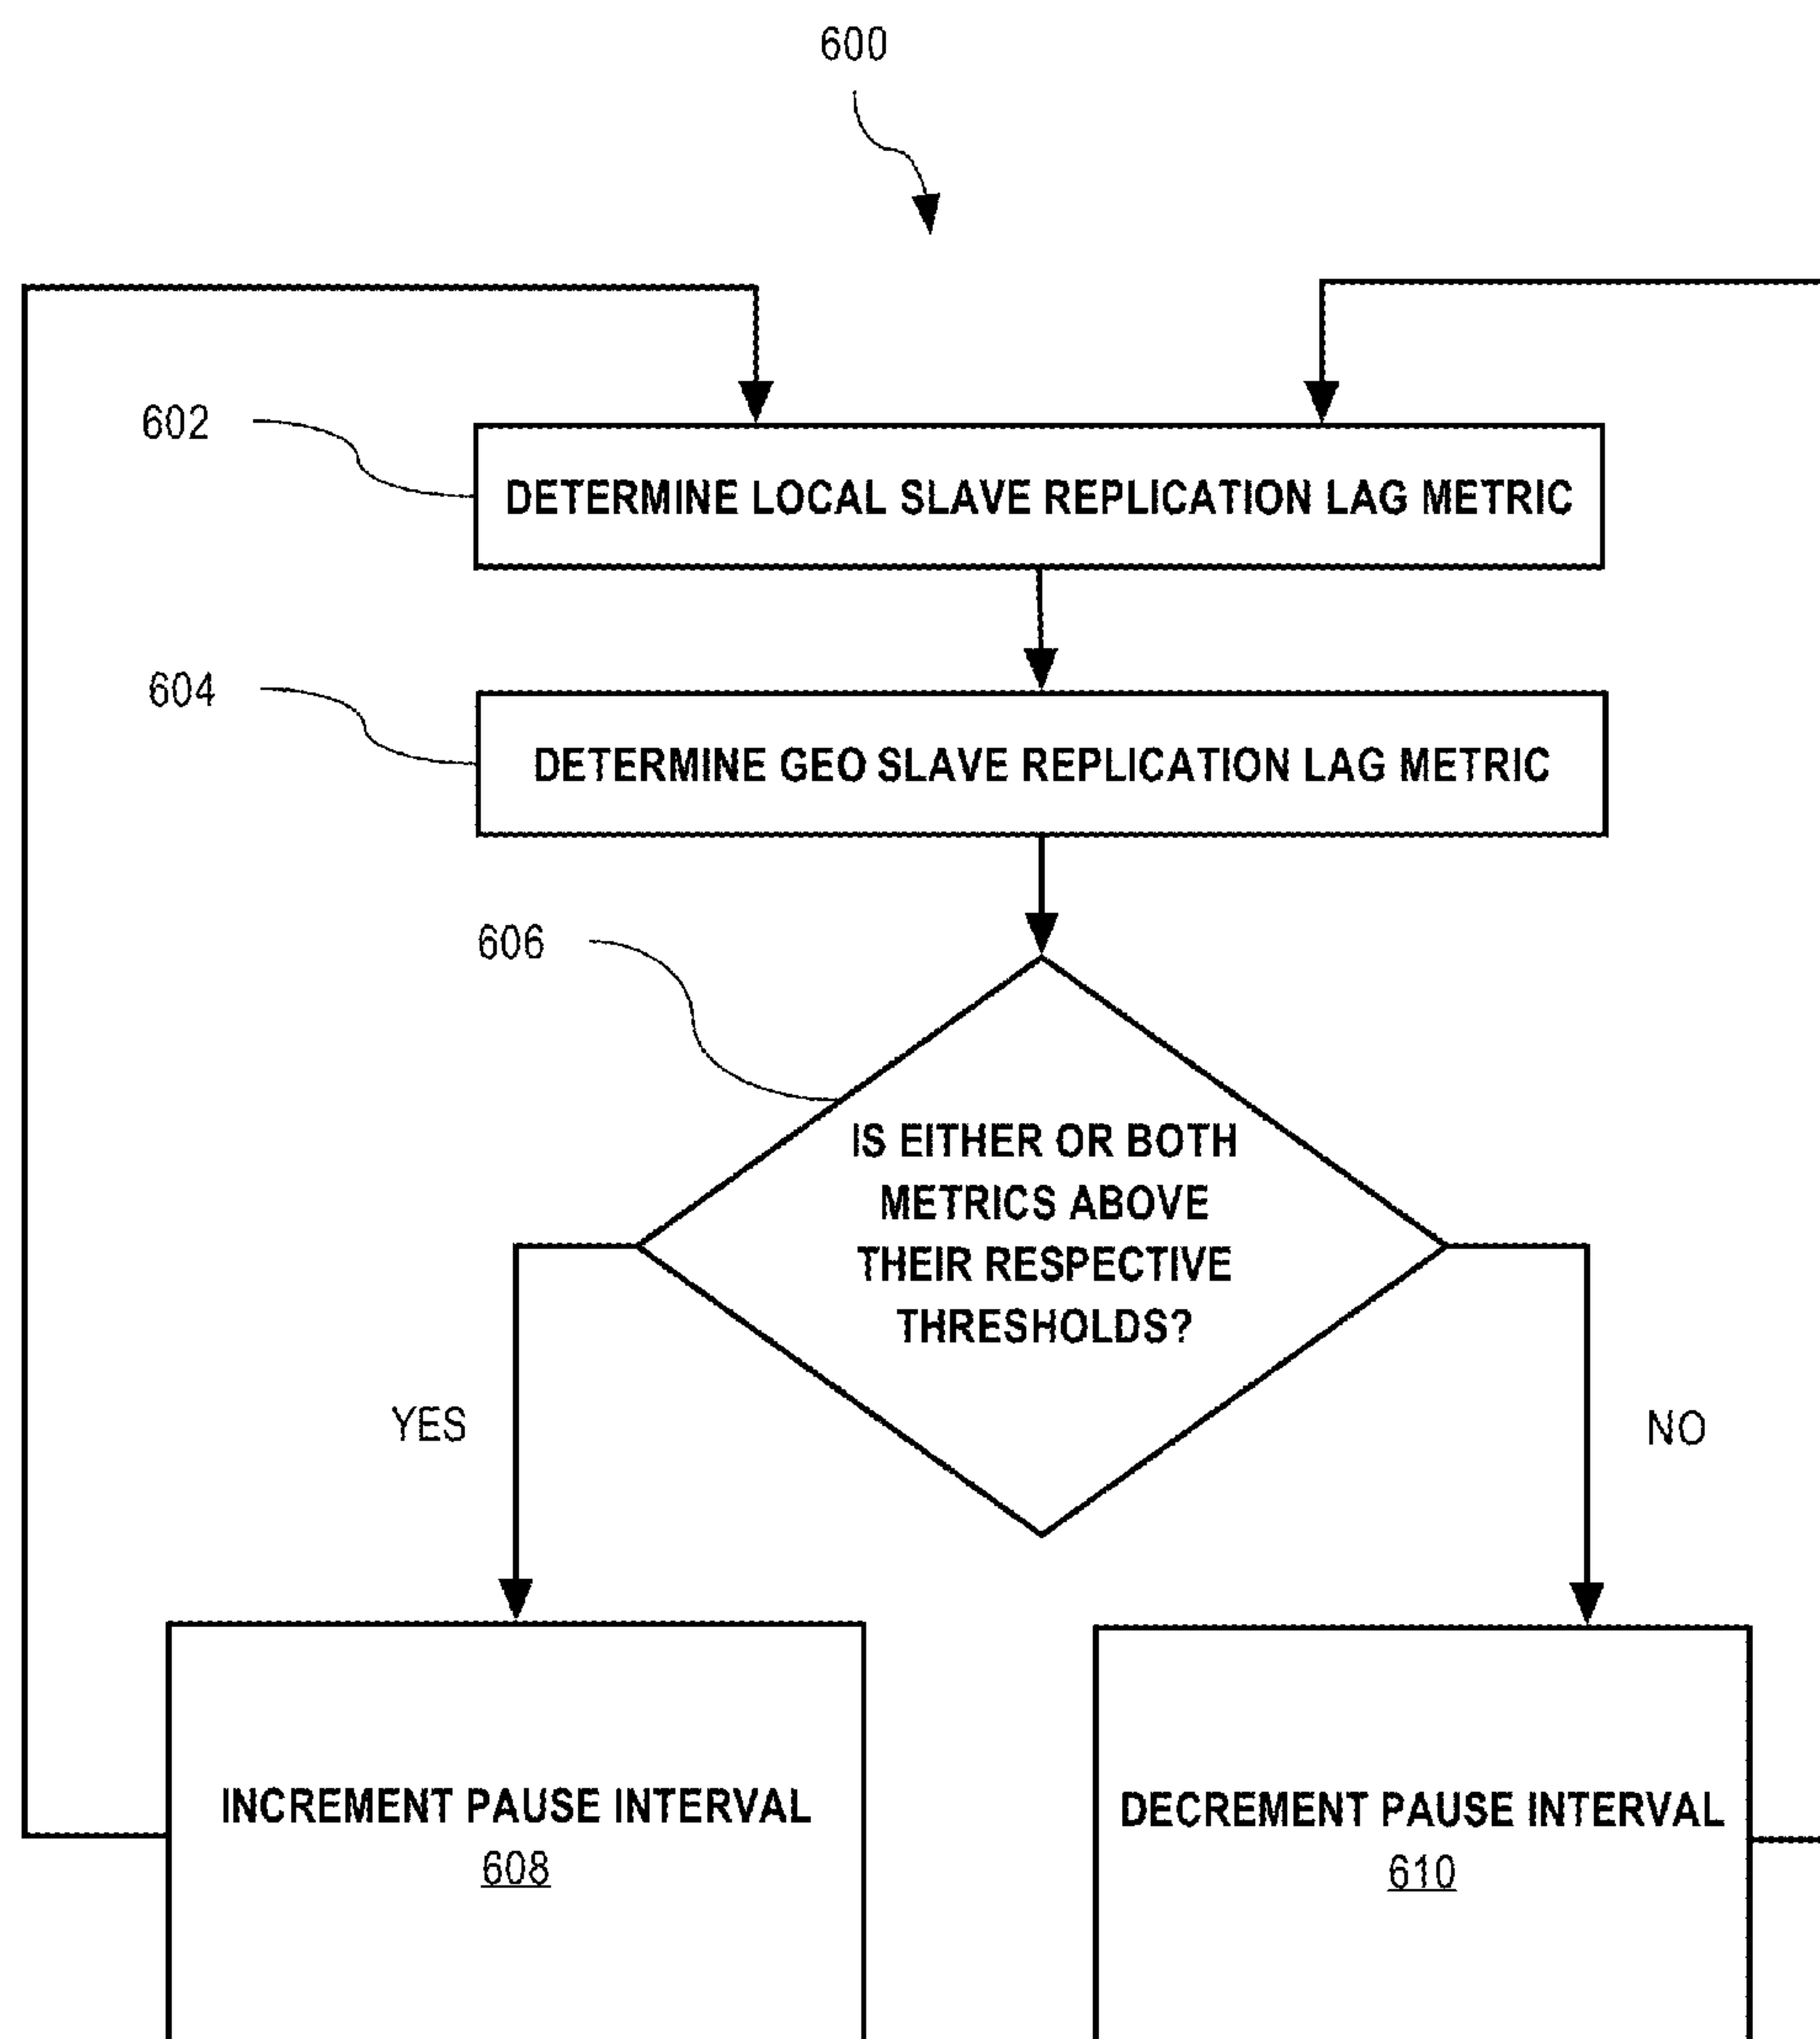 600
602
DETERMINE LOCAL SLAVE REPLICATION LAG METRIC
604
DETERMINE GEO SLAVE REPLICATION LAG METRIC
606
IS EITHER OR BOTH
METRICS ABOVE
THEIR RESPECTIVE
THRESHOLDS?
YES
NO
INCREMENT PAUSE INTERVAL
608
DECREMENT PAUSE INTERVAL
610